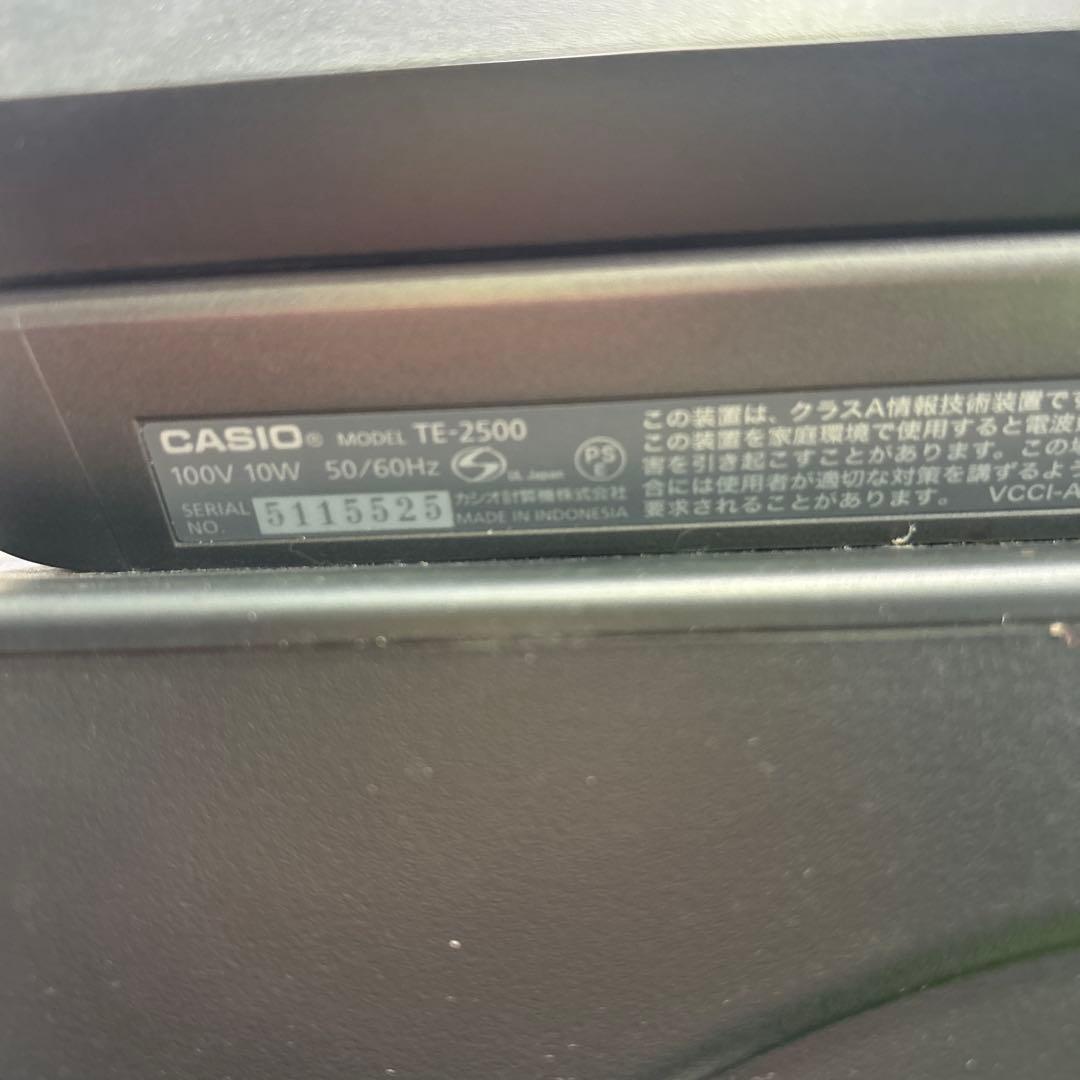 CASIO® MODEL TE-2500
100V 10W 50/60Hz UL Japan PS E
SERIAL NO. 5115525
カシオ計算機株式会社
MADE IN INDONESIA
この装置は、クラスA情報技術装置です
この装置を家庭環境で使用すると電波
害を引き起こすことがあります。この
合には使用者が適切な対策を講ずるよう
要求されることがあります。 VCCI-A